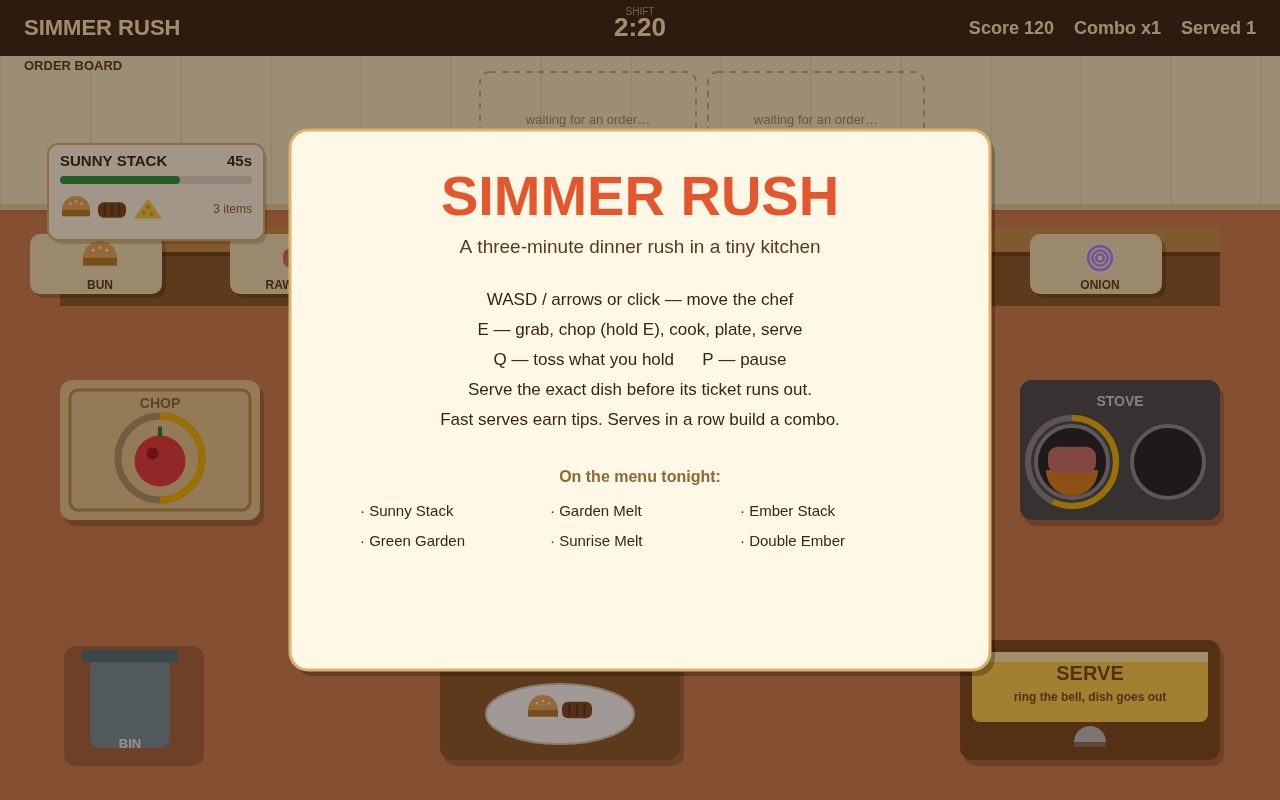 SIMMER RUSH
SHIFT
2:20
Score 120 Combo x1 Served 1
ORDER BOARD
waiting for an order… waiting for an order…
SUNNY STACK 45s
3 items
BUN
RAW
ONION
SIMMER RUSH
A three-minute dinner rush in a tiny kitchen
WASD / arrows or click — move the chef
E — grab, chop (hold E), cook, plate, serve
Q — toss what you hold P — pause
Serve the exact dish before its ticket runs out.
Fast serves earn tips. Serves in a row build a combo.
On the menu tonight:
· Sunny Stack · Garden Melt · Ember Stack
· Green Garden · Sunrise Melt · Double Ember
CHOP
STOVE
BIN
SERVE
ring the bell, dish goes out